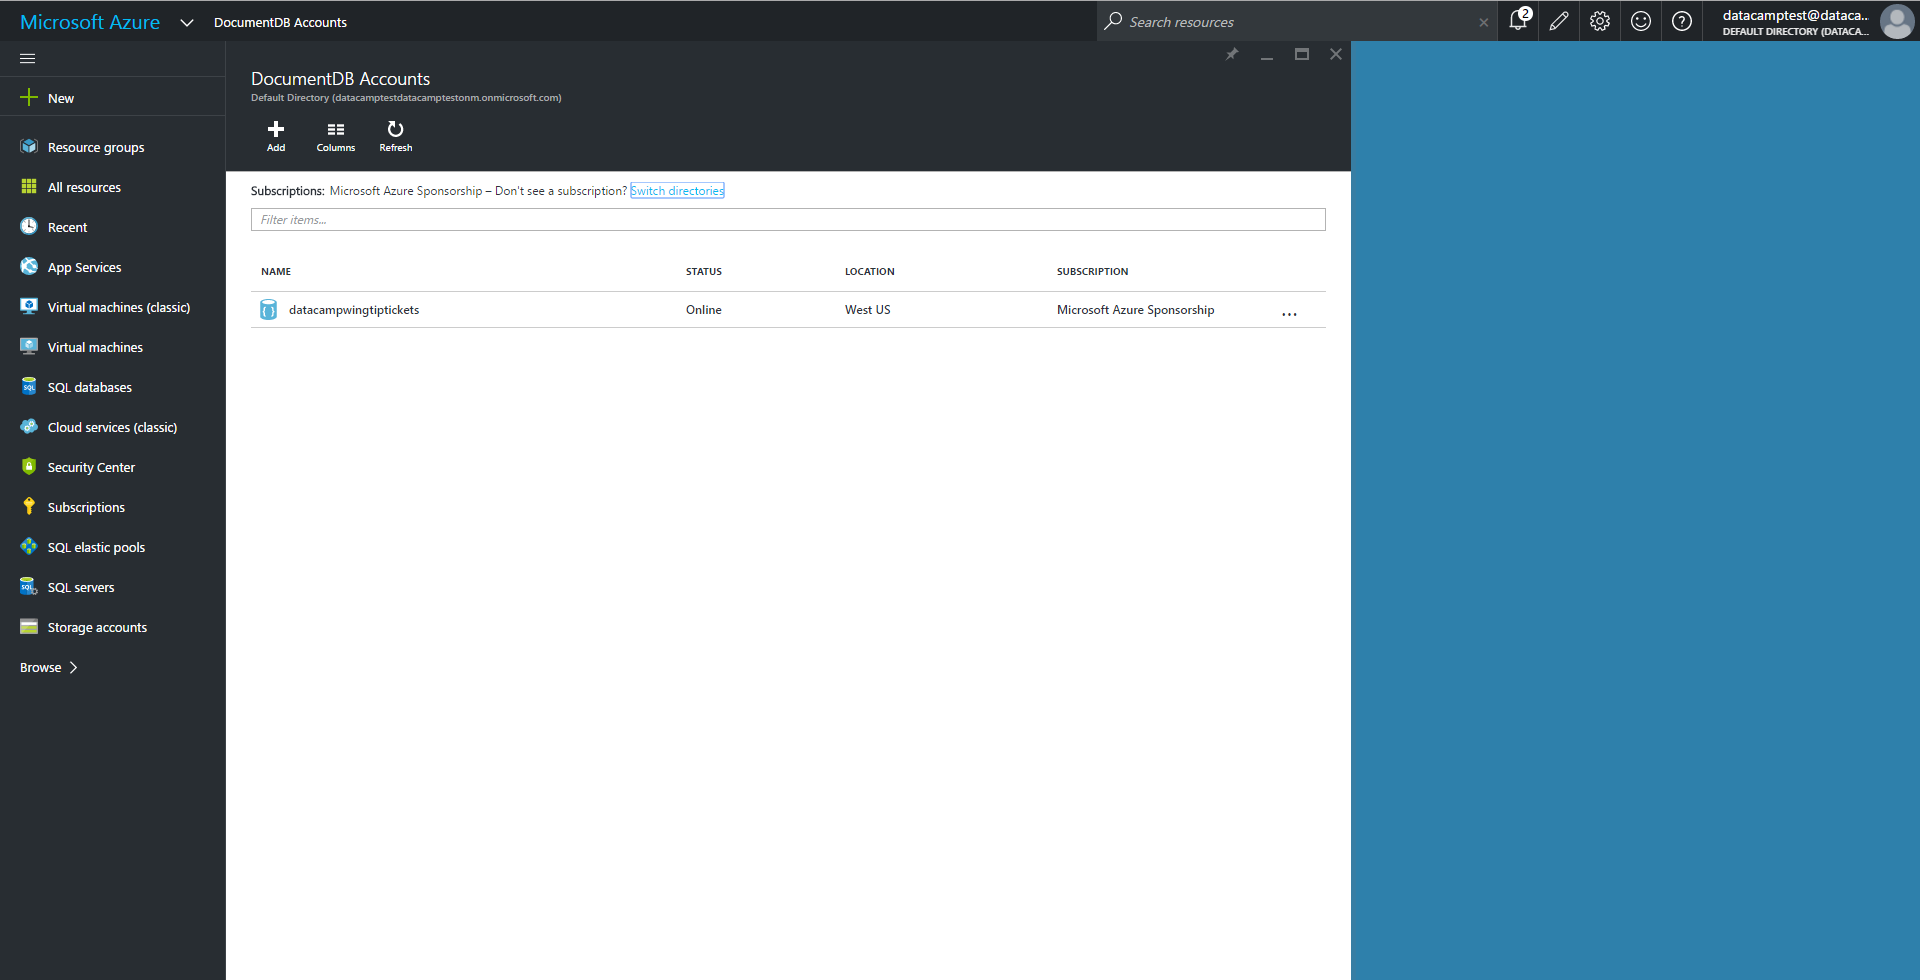 Microsoft Azure DocumentDB Accounts Search resources 2 datacamptest@dataca...
DEFAULT DIRECTORY (DATACA...
DocumentDB Accounts
Default Directory (datacamptestdatacamptestonm.onmicrosoft.com)
Add Columns Refresh
New
Resource groups
All resources
Recent
App Services
Virtual machines (classic)
Virtual machines
SQL databases
Cloud services (classic)
Security Center
Subscriptions
SQL elastic pools
SQL servers
Storage accounts
Browse
Subscriptions: Microsoft Azure Sponsorship – Don't see a subscription? Switch directories
Filter items...
NAME STATUS LOCATION SUBSCRIPTION
datacampwingtiptickets Online West US Microsoft Azure Sponsorship ...